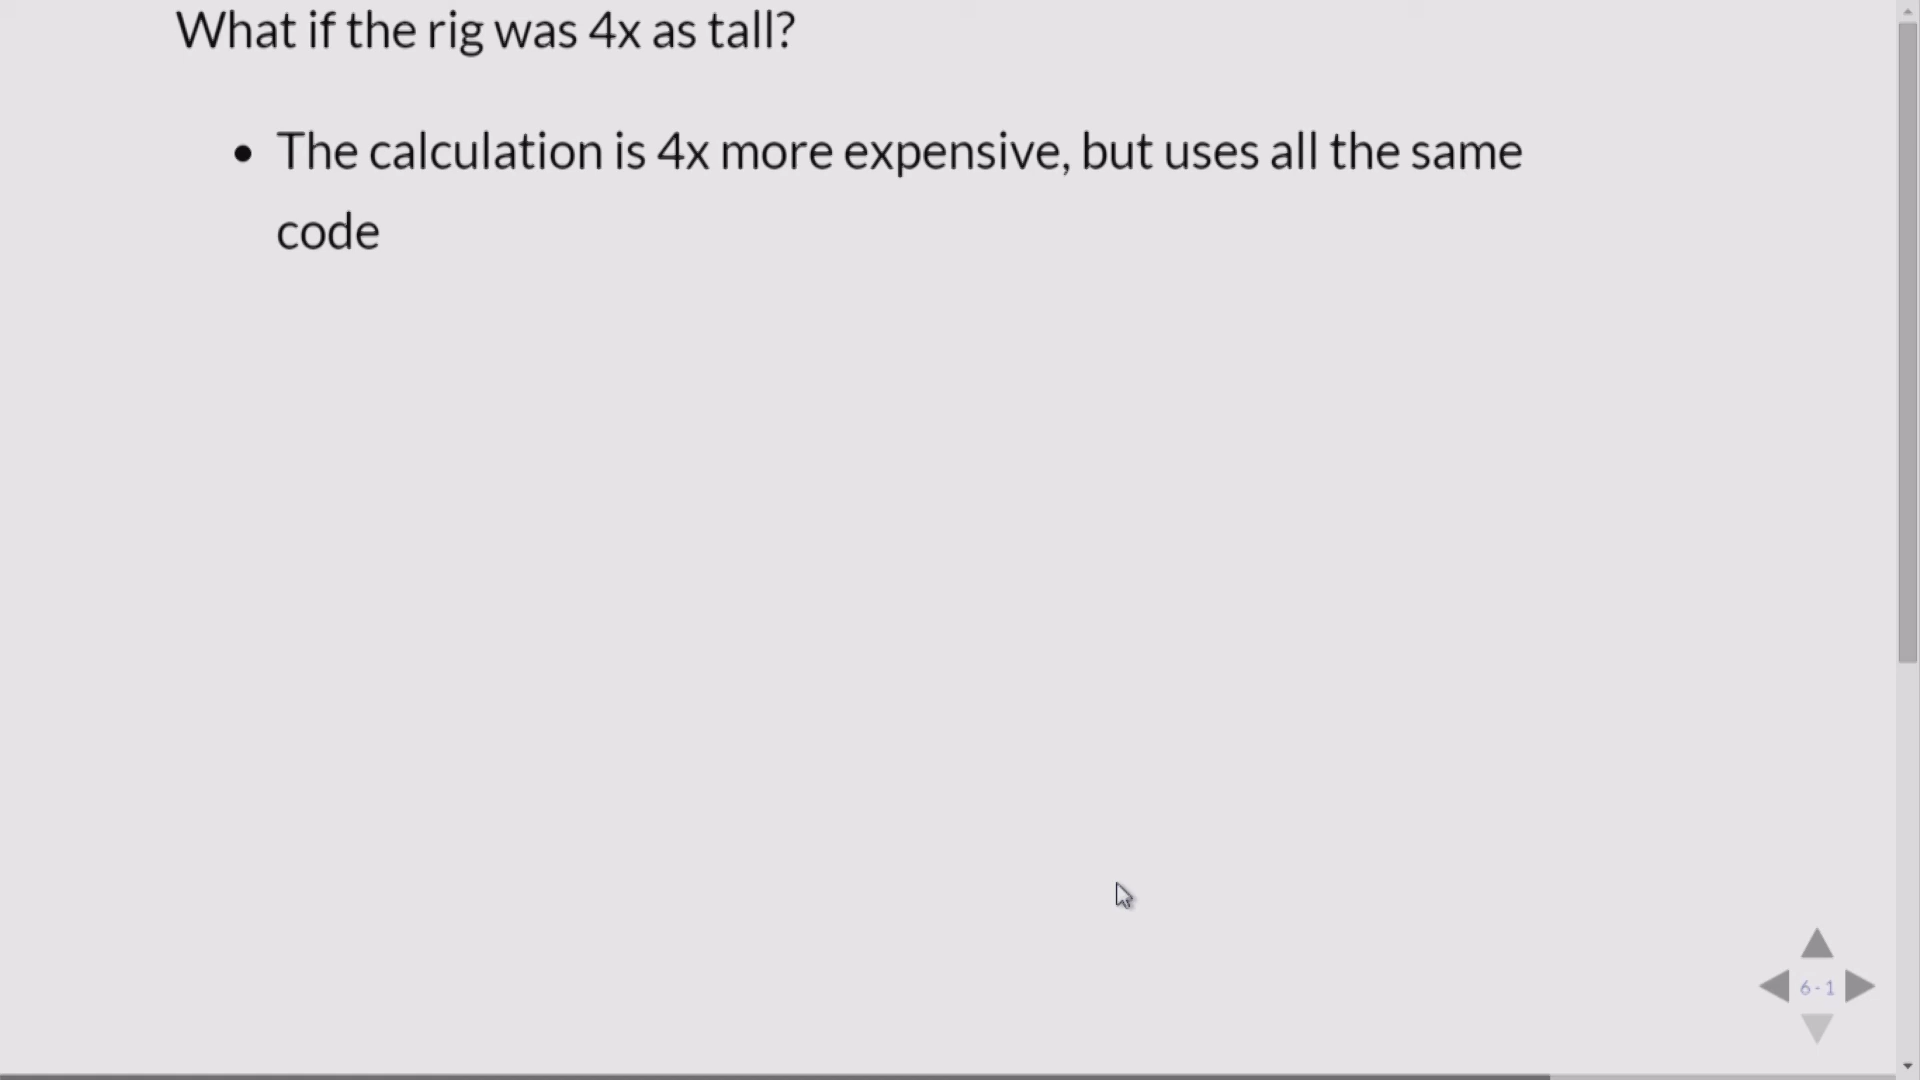 What if the rig was 4x as tall?
• The calculation is 4x more expensive, but uses all the same
code
6 - 1